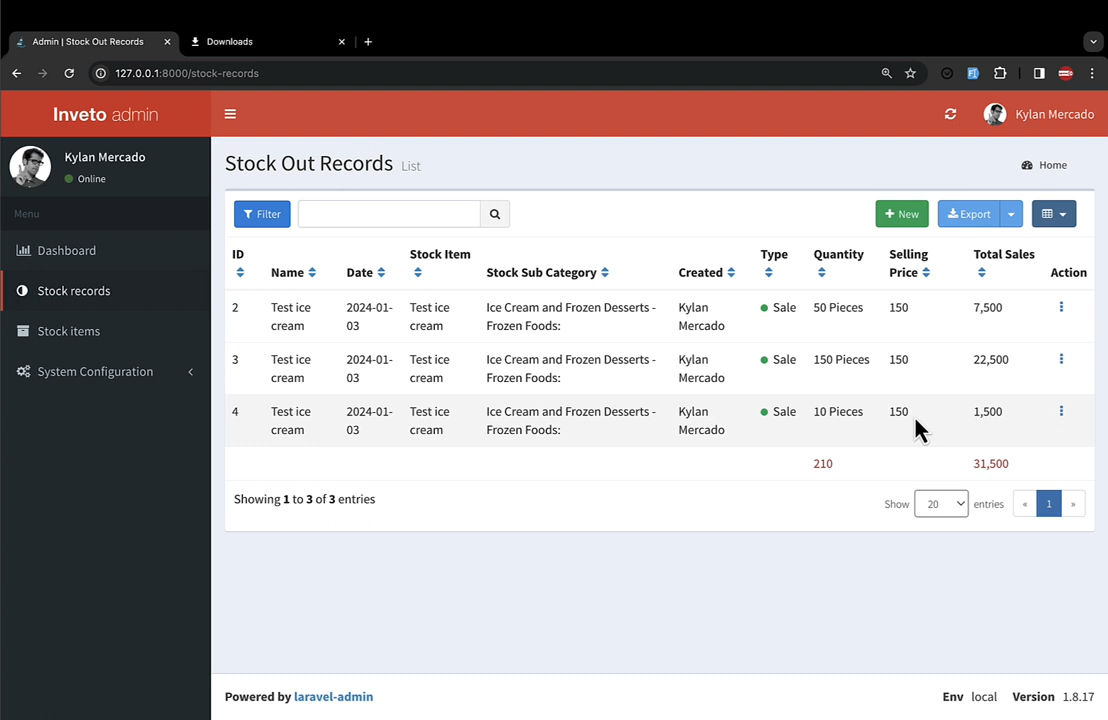 Admin | Stock Out Records
Downloads
127.0.0.1:8000/stock-records
Inveto admin
Kylan Mercado
Kylan Mercado
Online
Menu
Dashboard
Stock records
Stock items
System Configuration
Stock Out Records List
Home
Filter
New
Export
ID Name Date Stock Item Stock Sub Category Created Type Quantity Selling Price Total Sales Action
2 Test ice cream 2024-01-03 Test ice cream Ice Cream and Frozen Desserts - Frozen Foods: Kylan Mercado Sale 50 Pieces 150 7,500
3 Test ice cream 2024-01-03 Test ice cream Ice Cream and Frozen Desserts - Frozen Foods: Kylan Mercado Sale 150 Pieces 150 22,500
4 Test ice cream 2024-01-03 Test ice cream Ice Cream and Frozen Desserts - Frozen Foods: Kylan Mercado Sale 10 Pieces 150 1,500
210 31,500
Showing 1 to 3 of 3 entries
Show 20 entries « 1 »
Powered by laravel-admin
Env local Version 1.8.17